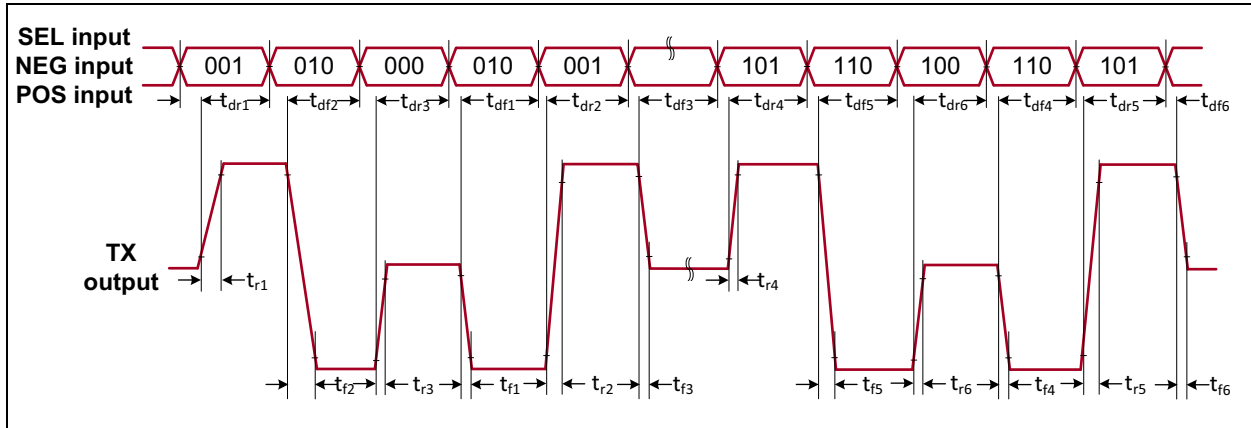 SEL input
NEG input
POS input
001 010 000 010 001 101 110 100 110 101
tdr1 tdf2 tdr3 tdf1 tdr2 tdf3 tdr4 tdf5 tdr6 tdf4 tdr5 tdf6
TX
output
tr1 tr4
tf2 tr3 tf1 tr2 tf3 tf5 tr6 tf4 tr5 tf6